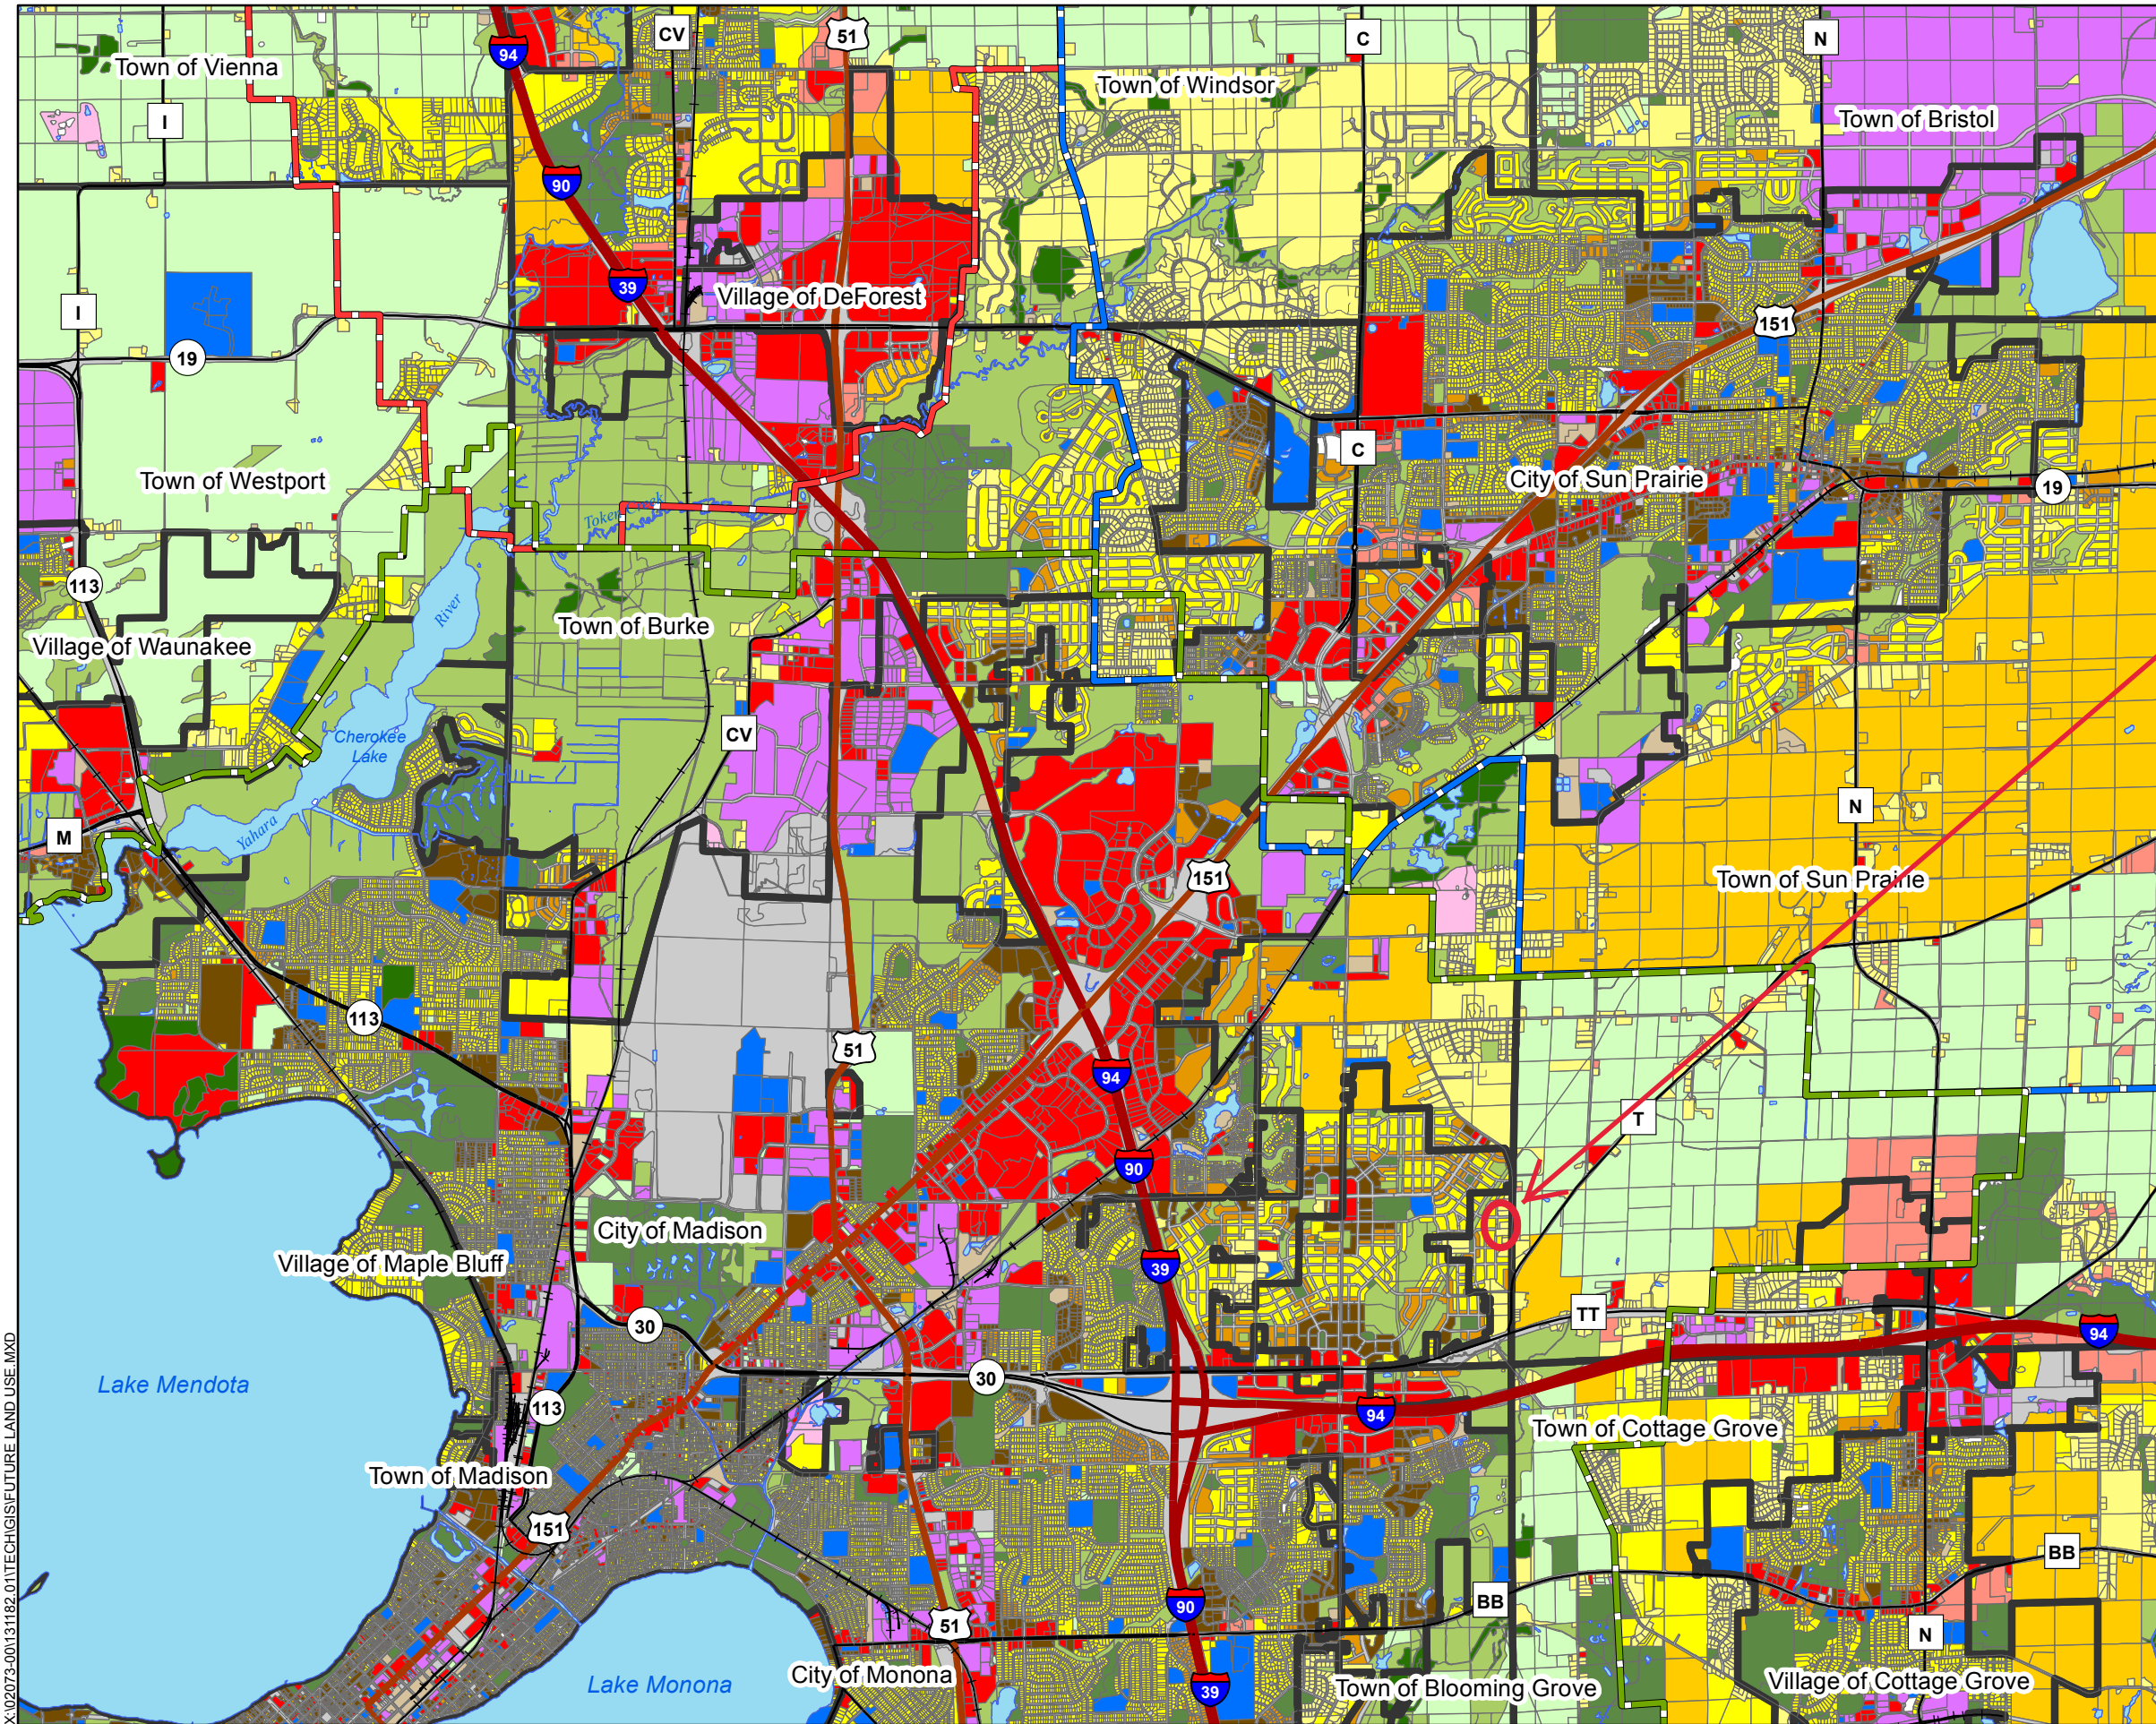 94
CV
51
C
N
Town of Vienna
Town of Windsor
Town of Bristol
I
90
39
Village of DeForest
I
19
151
Town of Westport
C
City of Sun Prairie
19
Token Creek
113
River
Town of Burke
Village of Waunakee
Cherokee
Lake
CV
M
Yahara
N
151
Town of Sun Prairie
113
51
94
T
90
City of Madison
Village of Maple Bluff
39
TT
30
94
30
Lake Mendota
113
94
Town of Cottage Grove
Town of Madison
151
BB
90
BB
51
N
City of Monona
Lake Monona
39
Town of Blooming Grove
Village of Cottage Grove
X:02073-00\131182.01\TECH\GIS\FUTURE LAND USE.MXD